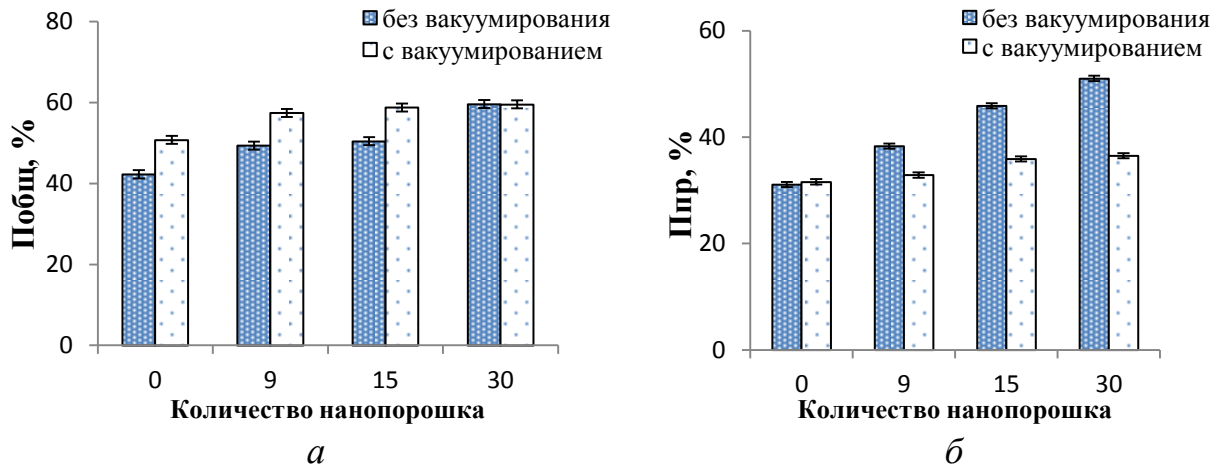 80
60
40
20
0
Побщ, %
без вакуумирования
с вакуумированием
0 9 15 30
Количество нанопорошка
а
60
40
20
0
Ппр, %
без вакуумирования
с вакуумированием
0 9 15 30
Количество нанопорошка
б